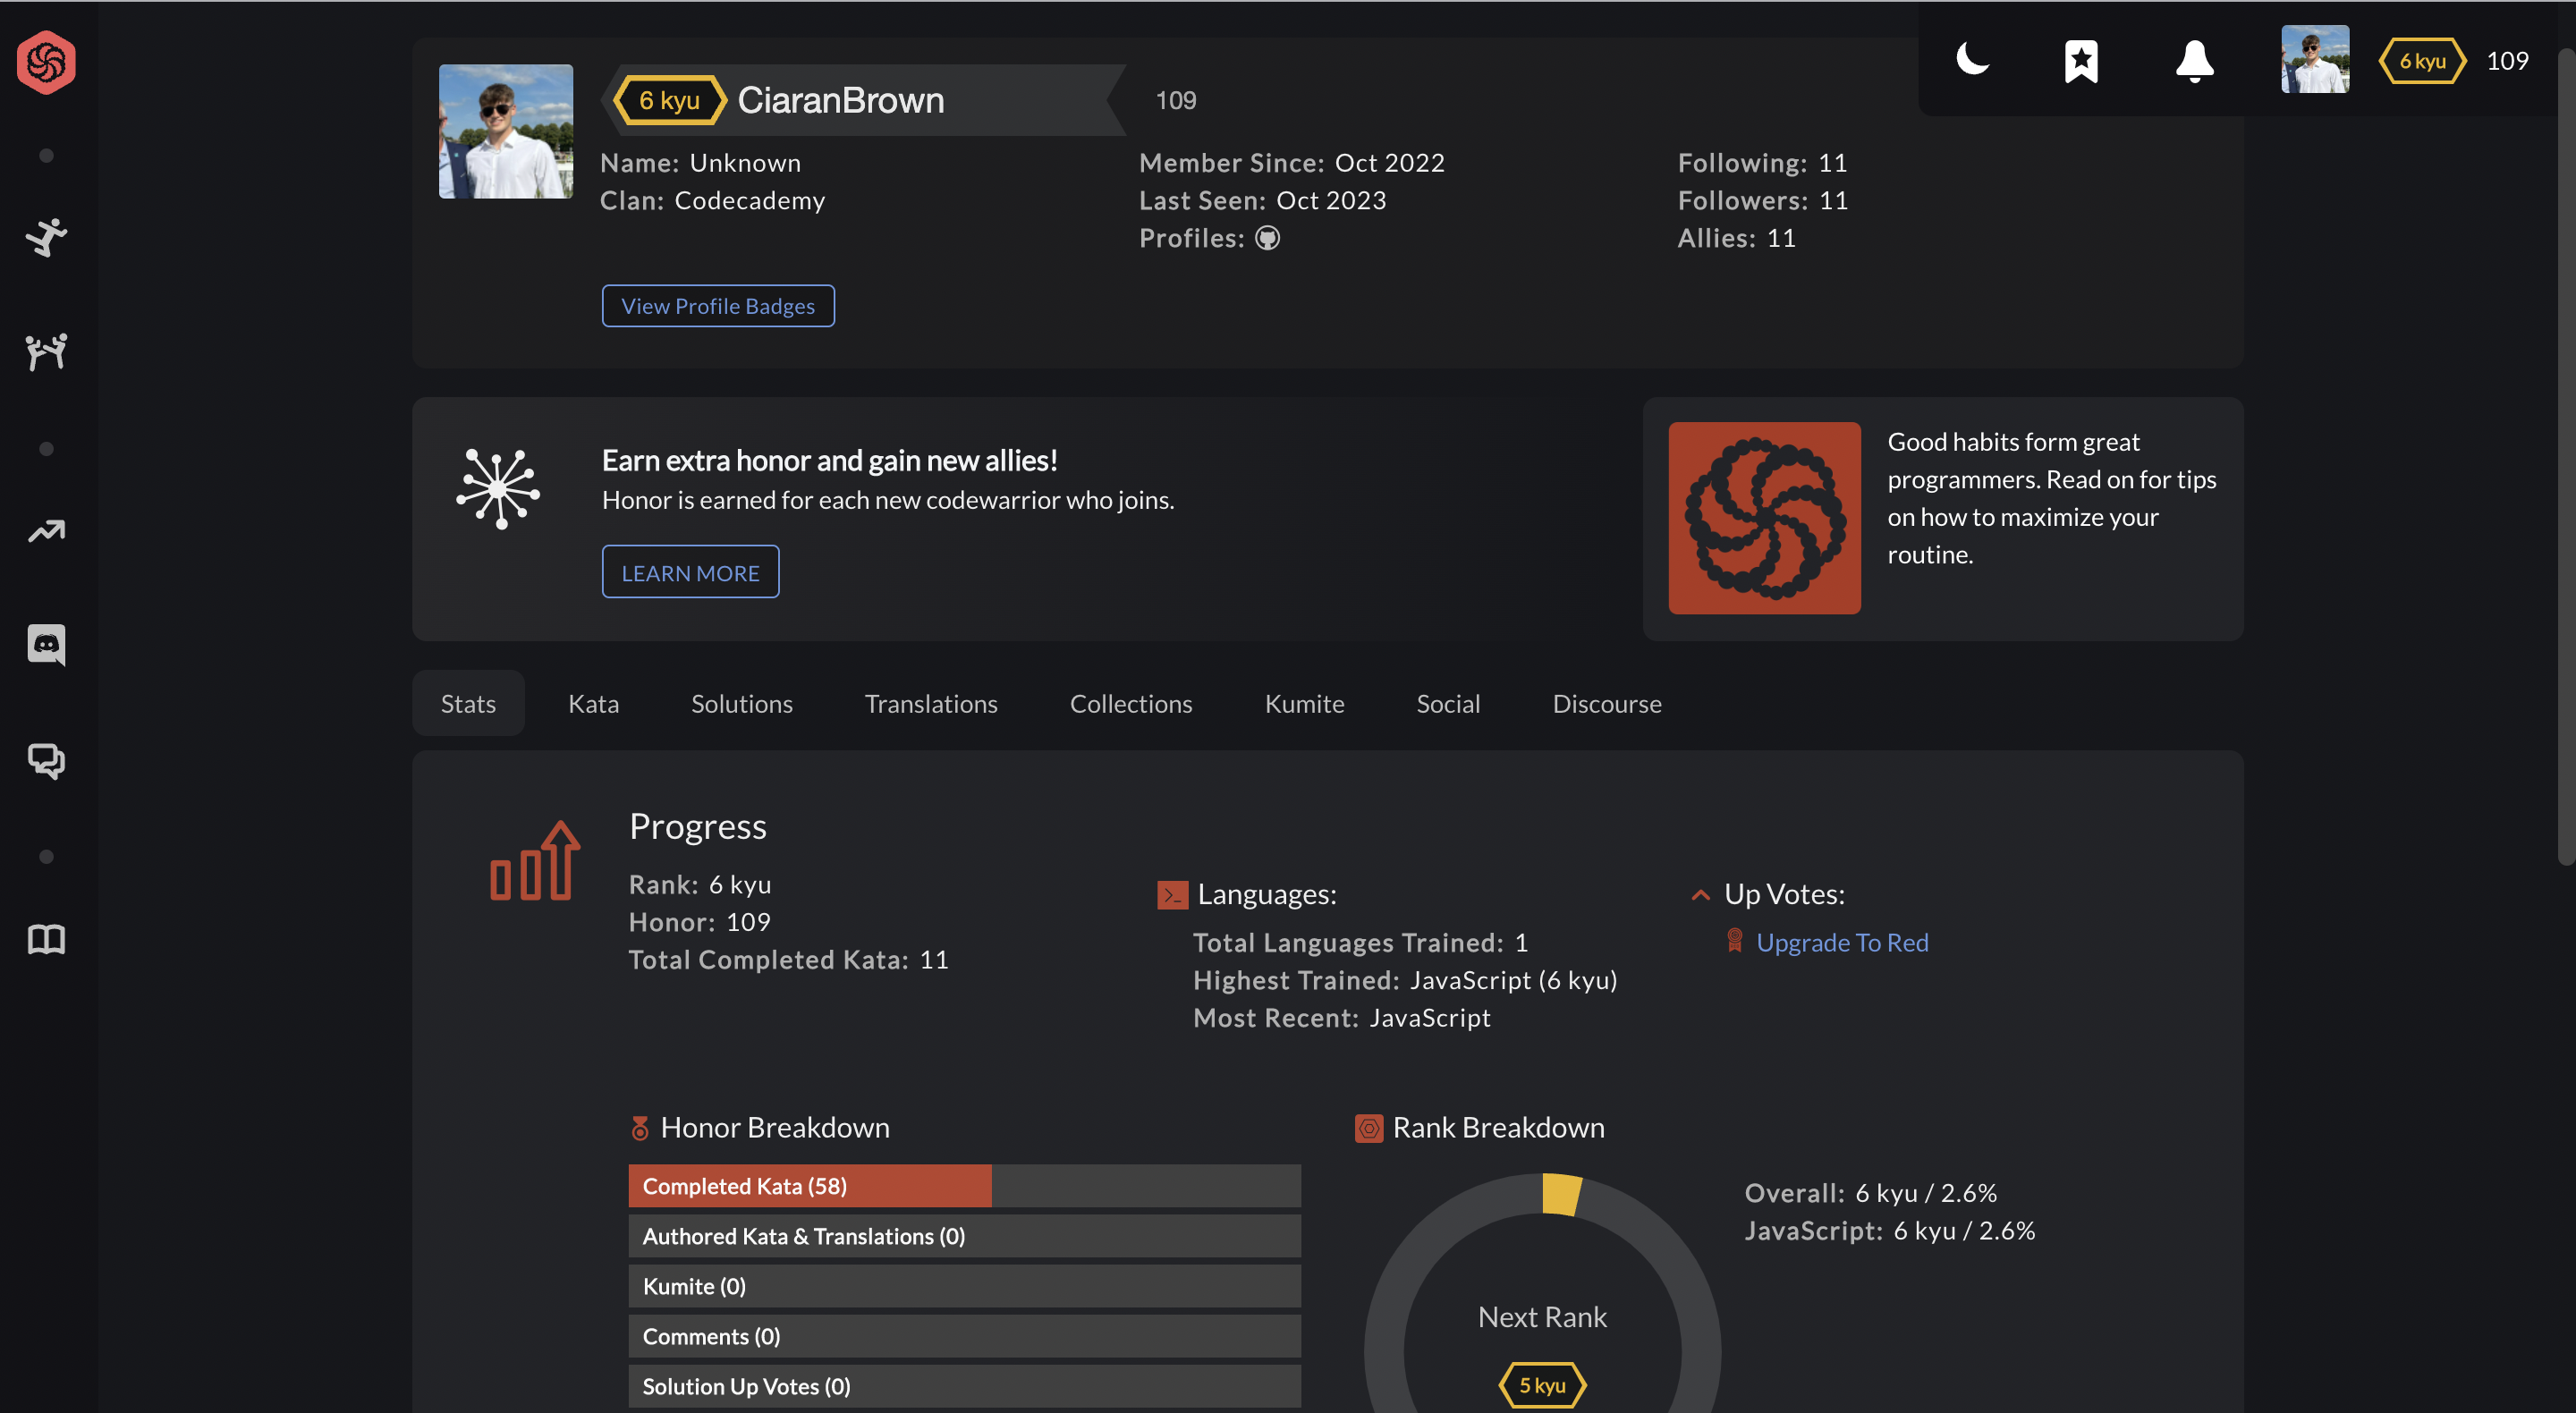 6 kyu CiaranBrown 109
6 kyu 109
Name: Unknown
Clan: Codecademy
Member Since: Oct 2022
Last Seen: Oct 2023
Profiles:
Following: 11
Followers: 11
Allies: 11
View Profile Badges
Earn extra honor and gain new allies!
Honor is earned for each new codewarrior who joins.
LEARN MORE
Good habits form great
programmers. Read on for tips
on how to maximize your
routine.
Stats Kata Solutions Translations Collections Kumite Social Discourse
Progress
Rank: 6 kyu
Honor: 109
Total Completed Kata: 11
Languages:
Total Languages Trained: 1
Highest Trained: JavaScript (6 kyu)
Most Recent: JavaScript
Up Votes:
Upgrade To Red
Honor Breakdown
Completed Kata (58)
Authored Kata & Translations (0)
Kumite (0)
Comments (0)
Solution Up Votes (0)
Rank Breakdown
Next Rank
5 kyu
Overall: 6 kyu / 2.6%
JavaScript: 6 kyu / 2.6%